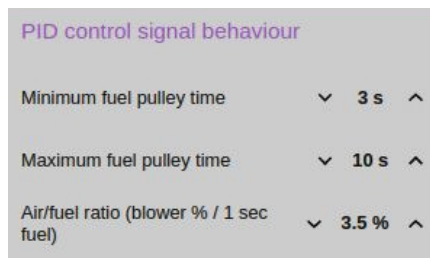 PID control signal behaviour
Minimum fuel pulley time 3 s
Maximum fuel pulley time 10 s
Air/fuel ratio (blower % / 1 sec
fuel) 3.5 %